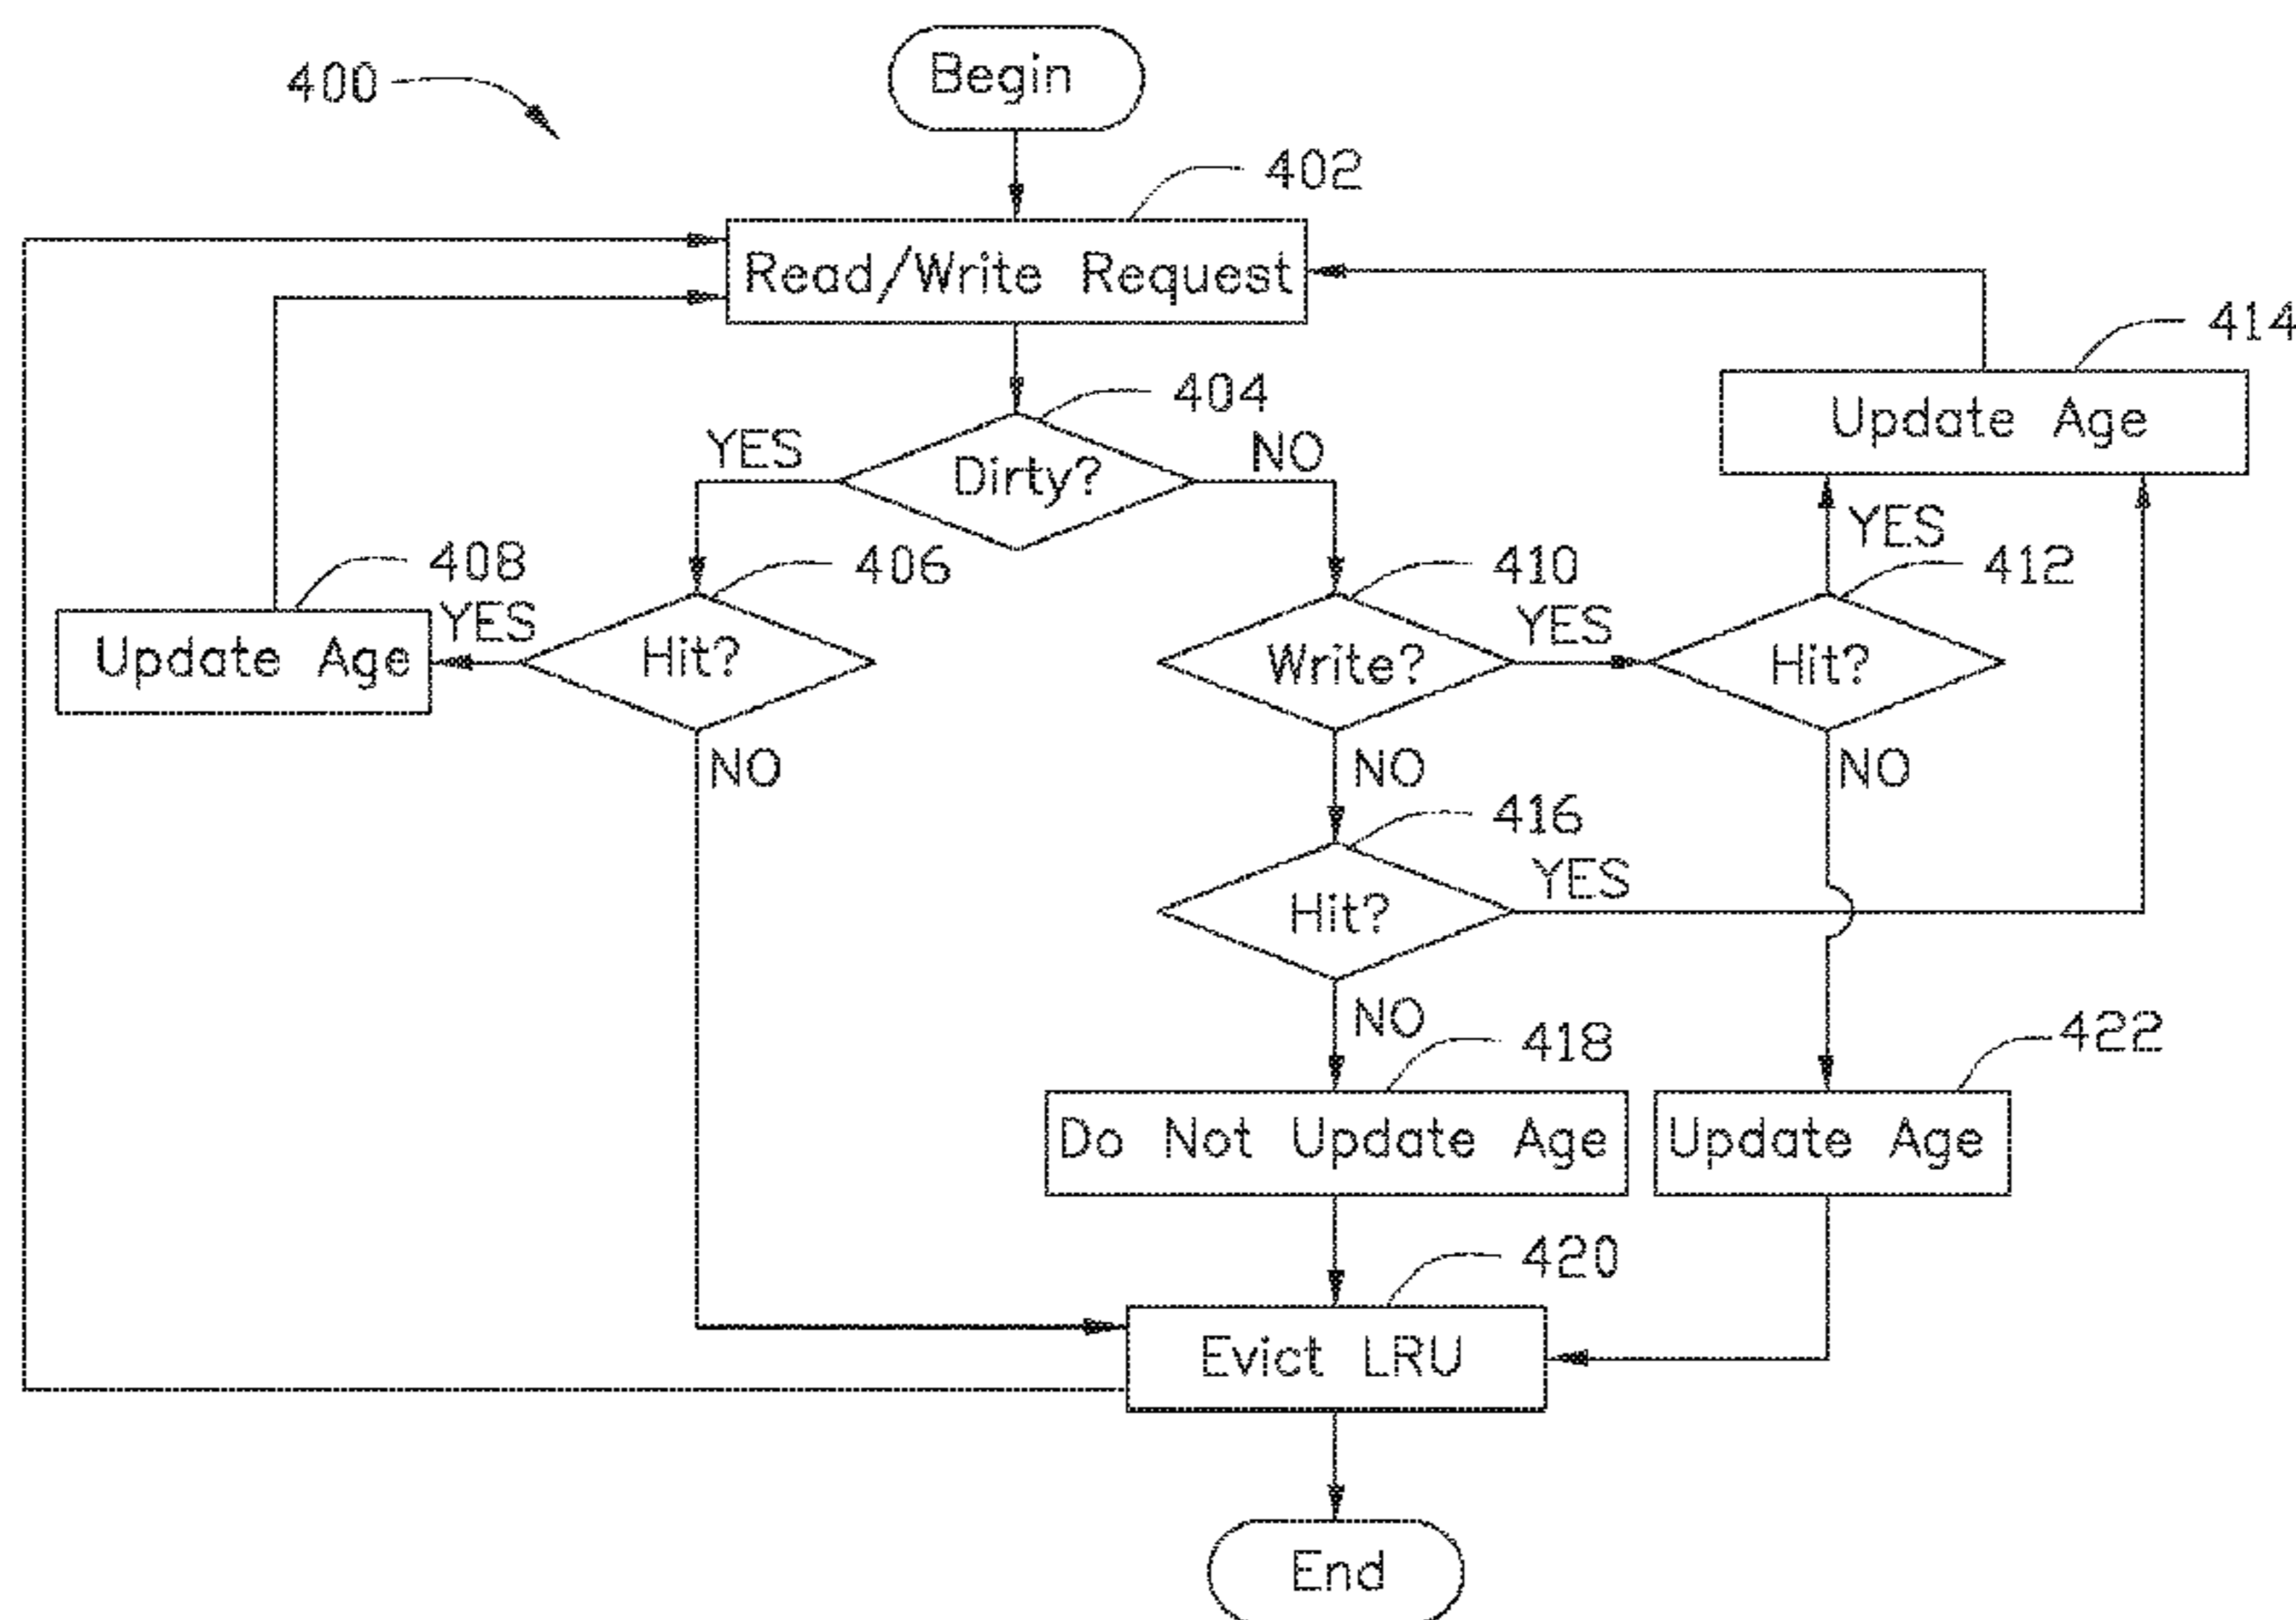 Begin
400
402
Read/Write Request
414
404
Update Age
YES
NO
Dirty?
YES
408
406
410
412
YES
YES
Update Age
Hit?
Write?
Hit?
NO
NO
NO
416
YES
Hit?
NO
418
422
Do Not Update Age
Update Age
420
Evict LRU
End